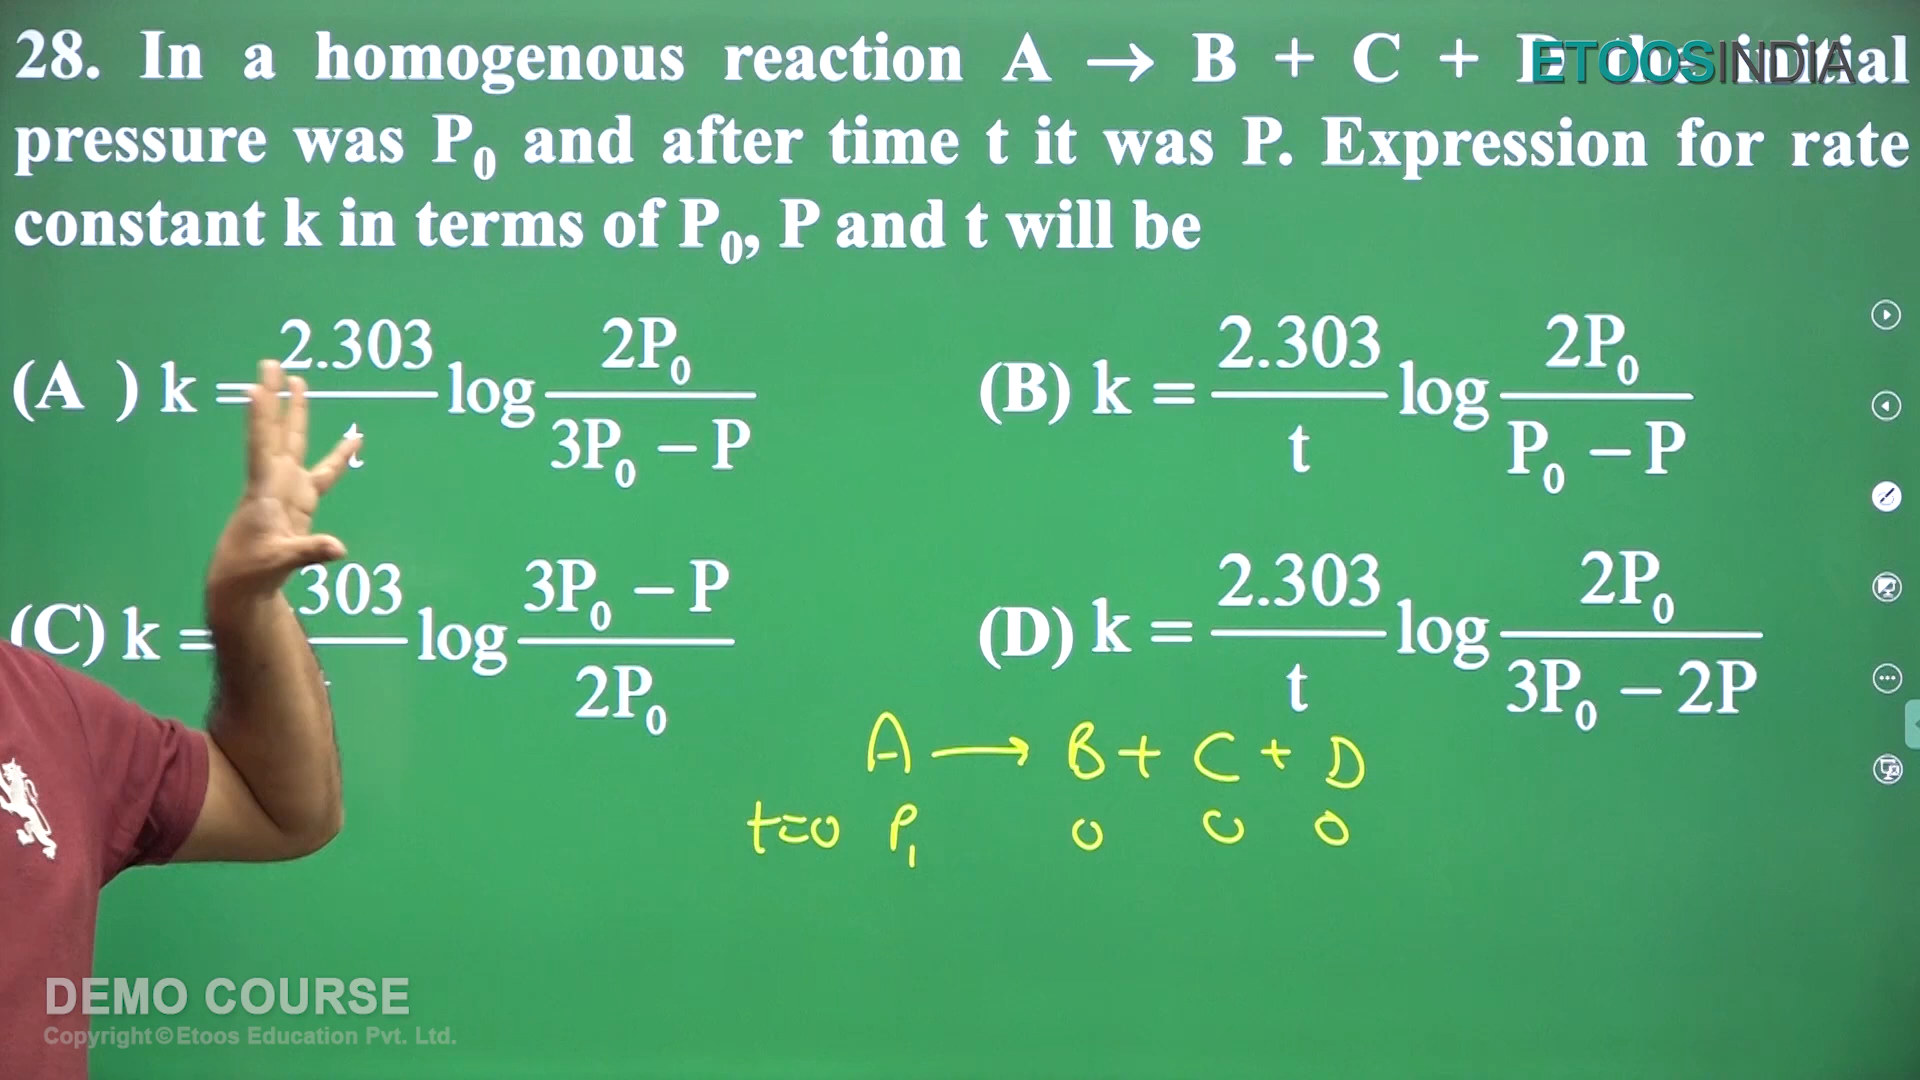 28. In a homogenous reaction A → B + C + D the initial
ETOOSINDIA
pressure was P₀ and after time t it was P. Expression for rate
constant k in terms of P₀, P and t will be
(A ) k = 2.303/t log 2P₀/(3P₀ – P)
(B) k = 2.303/t log 2P₀/(P₀ – P)
(C) k = .303 log (3P₀ – P)/2P₀
(D) k = 2.303/t log 2P₀/(3P₀ – 2P)
A → B + C + D
t=0 P₁ 0 0 0
DEMO COURSE
Copyright © Etoos Education Pvt. Ltd.